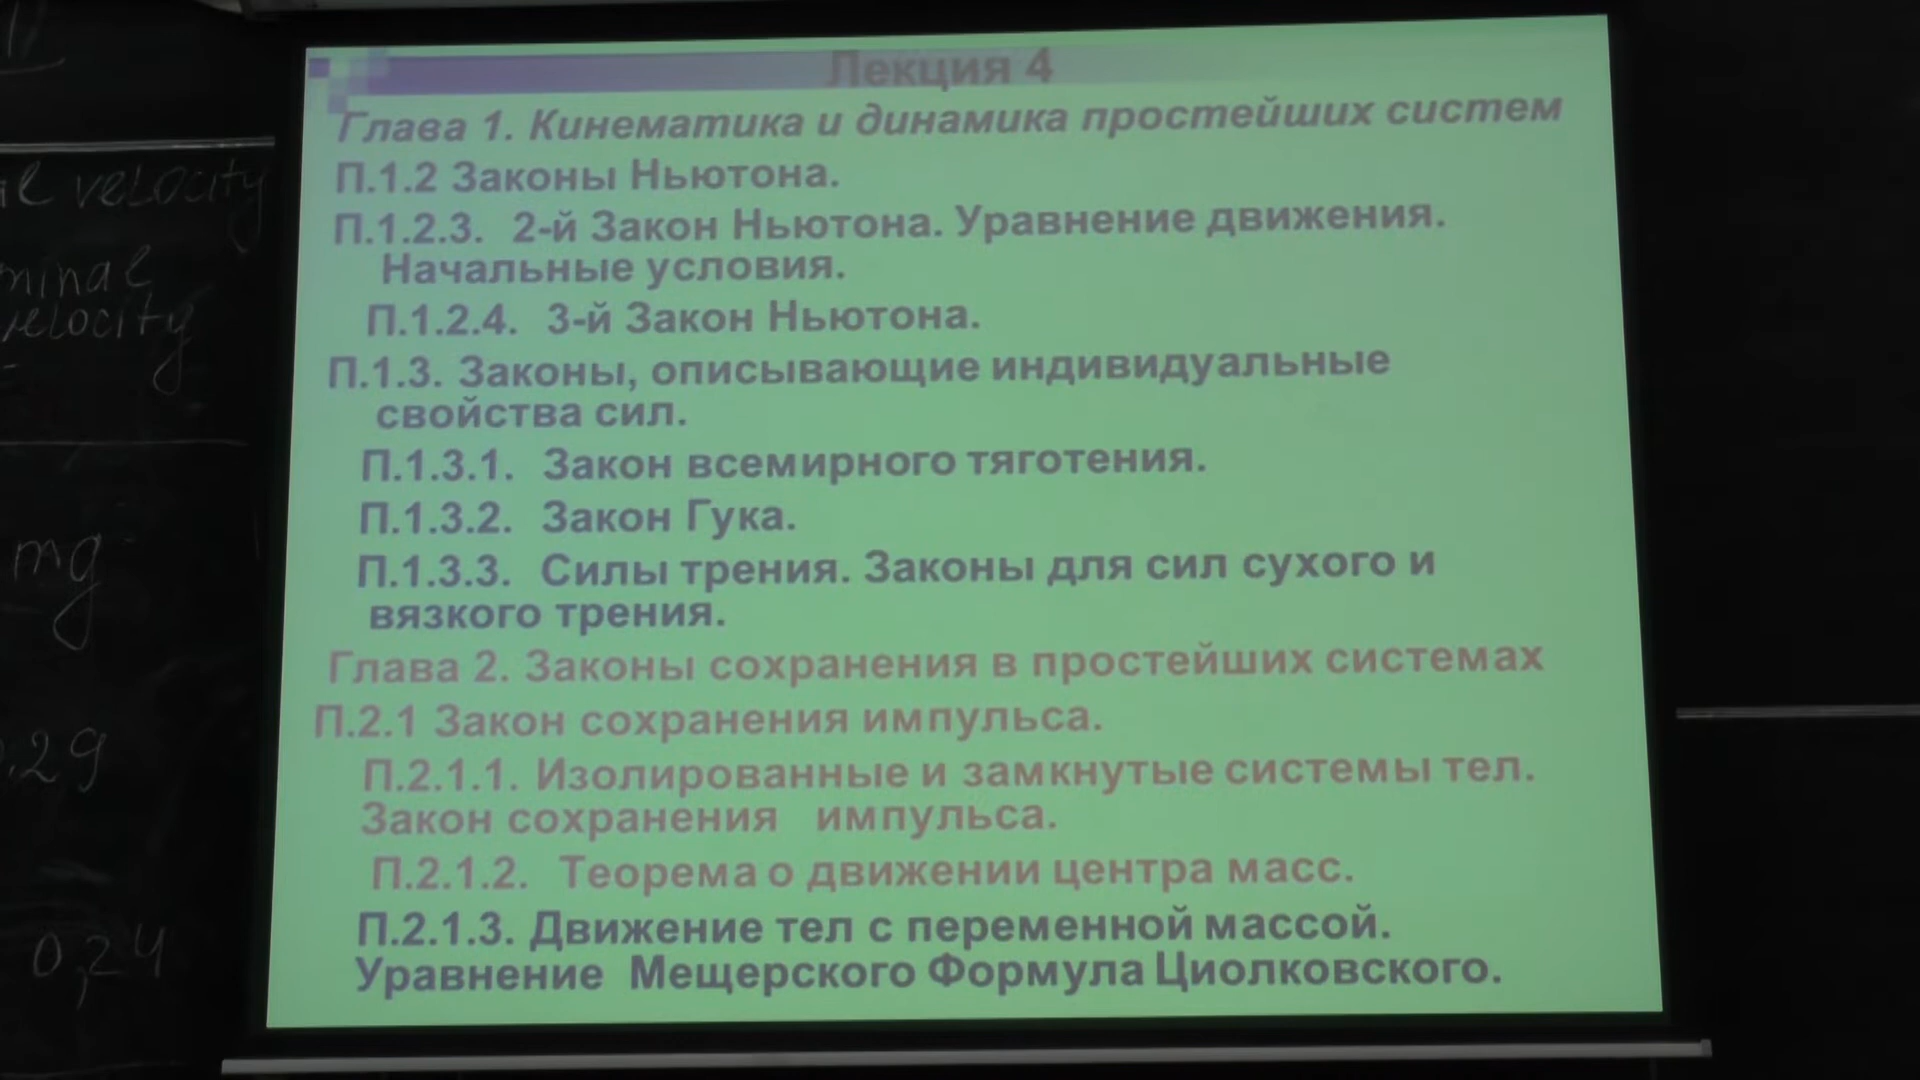 Лекция 4
Глава 1. Кинематика и динамика простейших систем
П.1.2 Законы Ньютона.
П.1.2.3. 2-й Закон Ньютона. Уравнение движения.
Начальные условия.
П.1.2.4. 3-й Закон Ньютона.
П.1.3. Законы, описывающие индивидуальные
свойства сил.
П.1.3.1. Закон всемирного тяготения.
П.1.3.2. Закон Гука.
П.1.3.3. Силы трения. Законы для сил сухого и
вязкого трения.
Глава 2. Законы сохранения в простейших системах
П.2.1 Закон сохранения импульса.
П.2.1.1. Изолированные и замкнутые системы тел.
Закон сохранения импульса.
П.2.1.2. Теорема о движении центра масс.
П.2.1.3. Движение тел с переменной массой.
Уравнение Мещерского Формула Циолковского.
velocity
velocity
mg
0,24